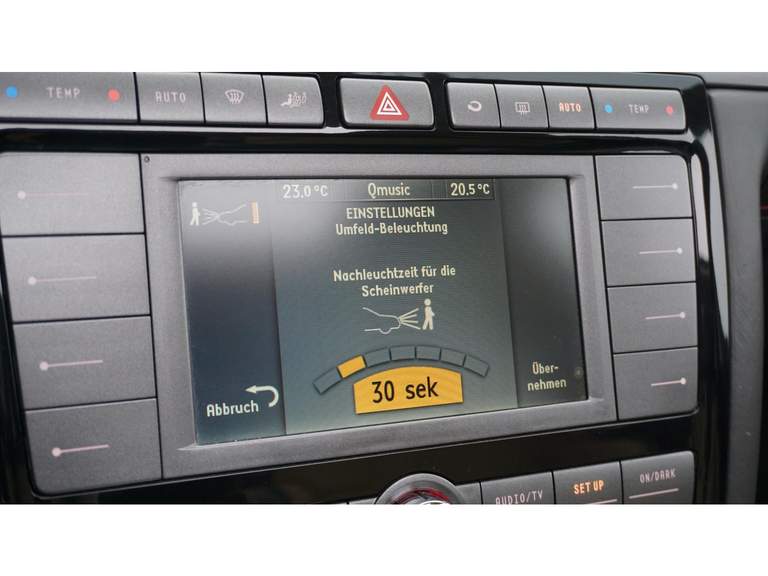 TEMP
AUTO
AUTO
TEMP
23.0 °C
Qmusic
20.5 °C
EINSTELLUNGEN
Umfeld-Beleuchtung
Nachleuchtzeit für die
Scheinwerfer
30 sek
Abbruch
Über-
nehmen
AUDIO/TV
SET UP
ON/DARK